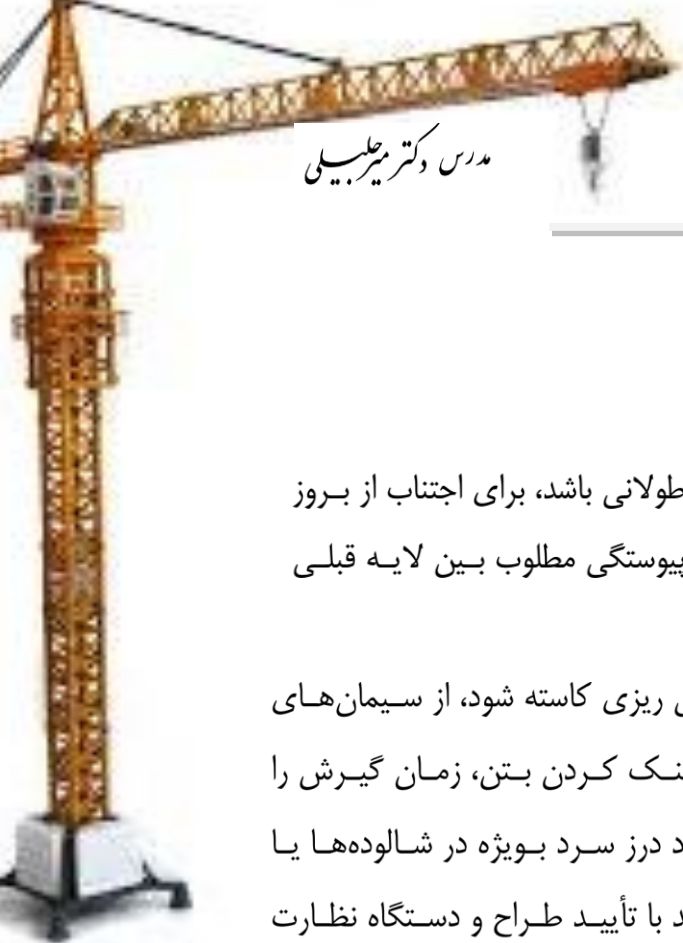 مدرس دکتر میرجلیلی
طولانی باشد، برای اجتناب از بـروز
پیوستگی مطلوب بـین لایـه قبلـی
ریزی کاسته شود، از سـیمان‌هـای
کـردن بـتن، زمـان گیـرش را
درز سـرد بـویژه در شـالوده‌هـا یـا
با تأییـد طـراح و دسـتگاه نظـارت